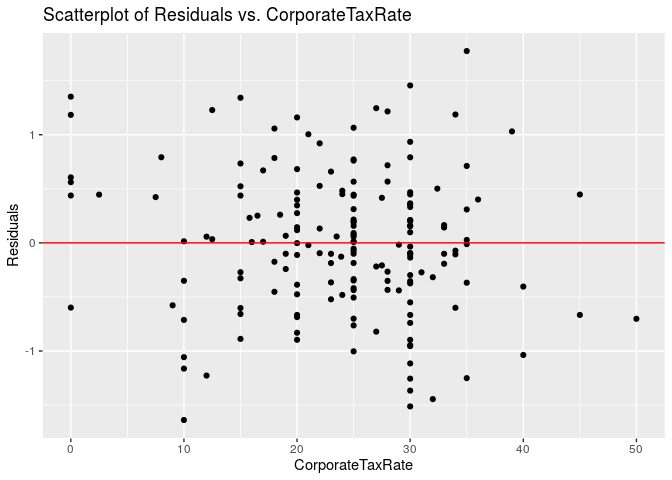 Scatterplot of Residuals vs. CorporateTaxRate
Residuals
1
0
-1
0 10 20 30 40 50
CorporateTaxRate